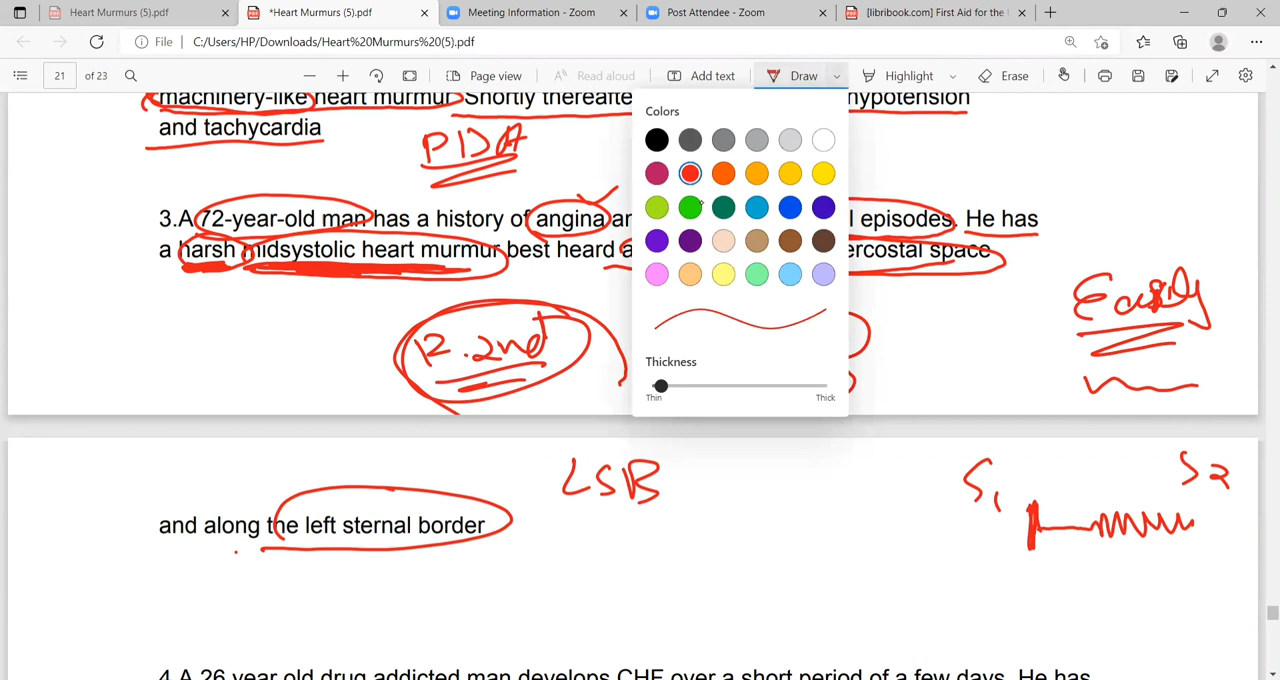 Heart Murmurs (5).pdf
*Heart Murmurs (5).pdf
Meeting Information - Zoom
Post Attendee - Zoom
[libribook.com] First Aid for the
File C:/Users/HP/Downloads/Heart%20Murmurs%20(5).pdf
21 of 23
Page view
Read aloud
Add text
Draw
Highlight
Erase
machinery-like heart murmur Shortly hypotension
and tachycardia
PDA
3.A 72-year-old man has a history of angina episodes. He has
a harsh midsystolic heart murmur best heard space
Colors
Thickness
Thin Thick
2nd
LSB
S1 S2
and along the left sternal border
4.A 26 year old drug addicted man develops CHF over a short period of a few days. He has